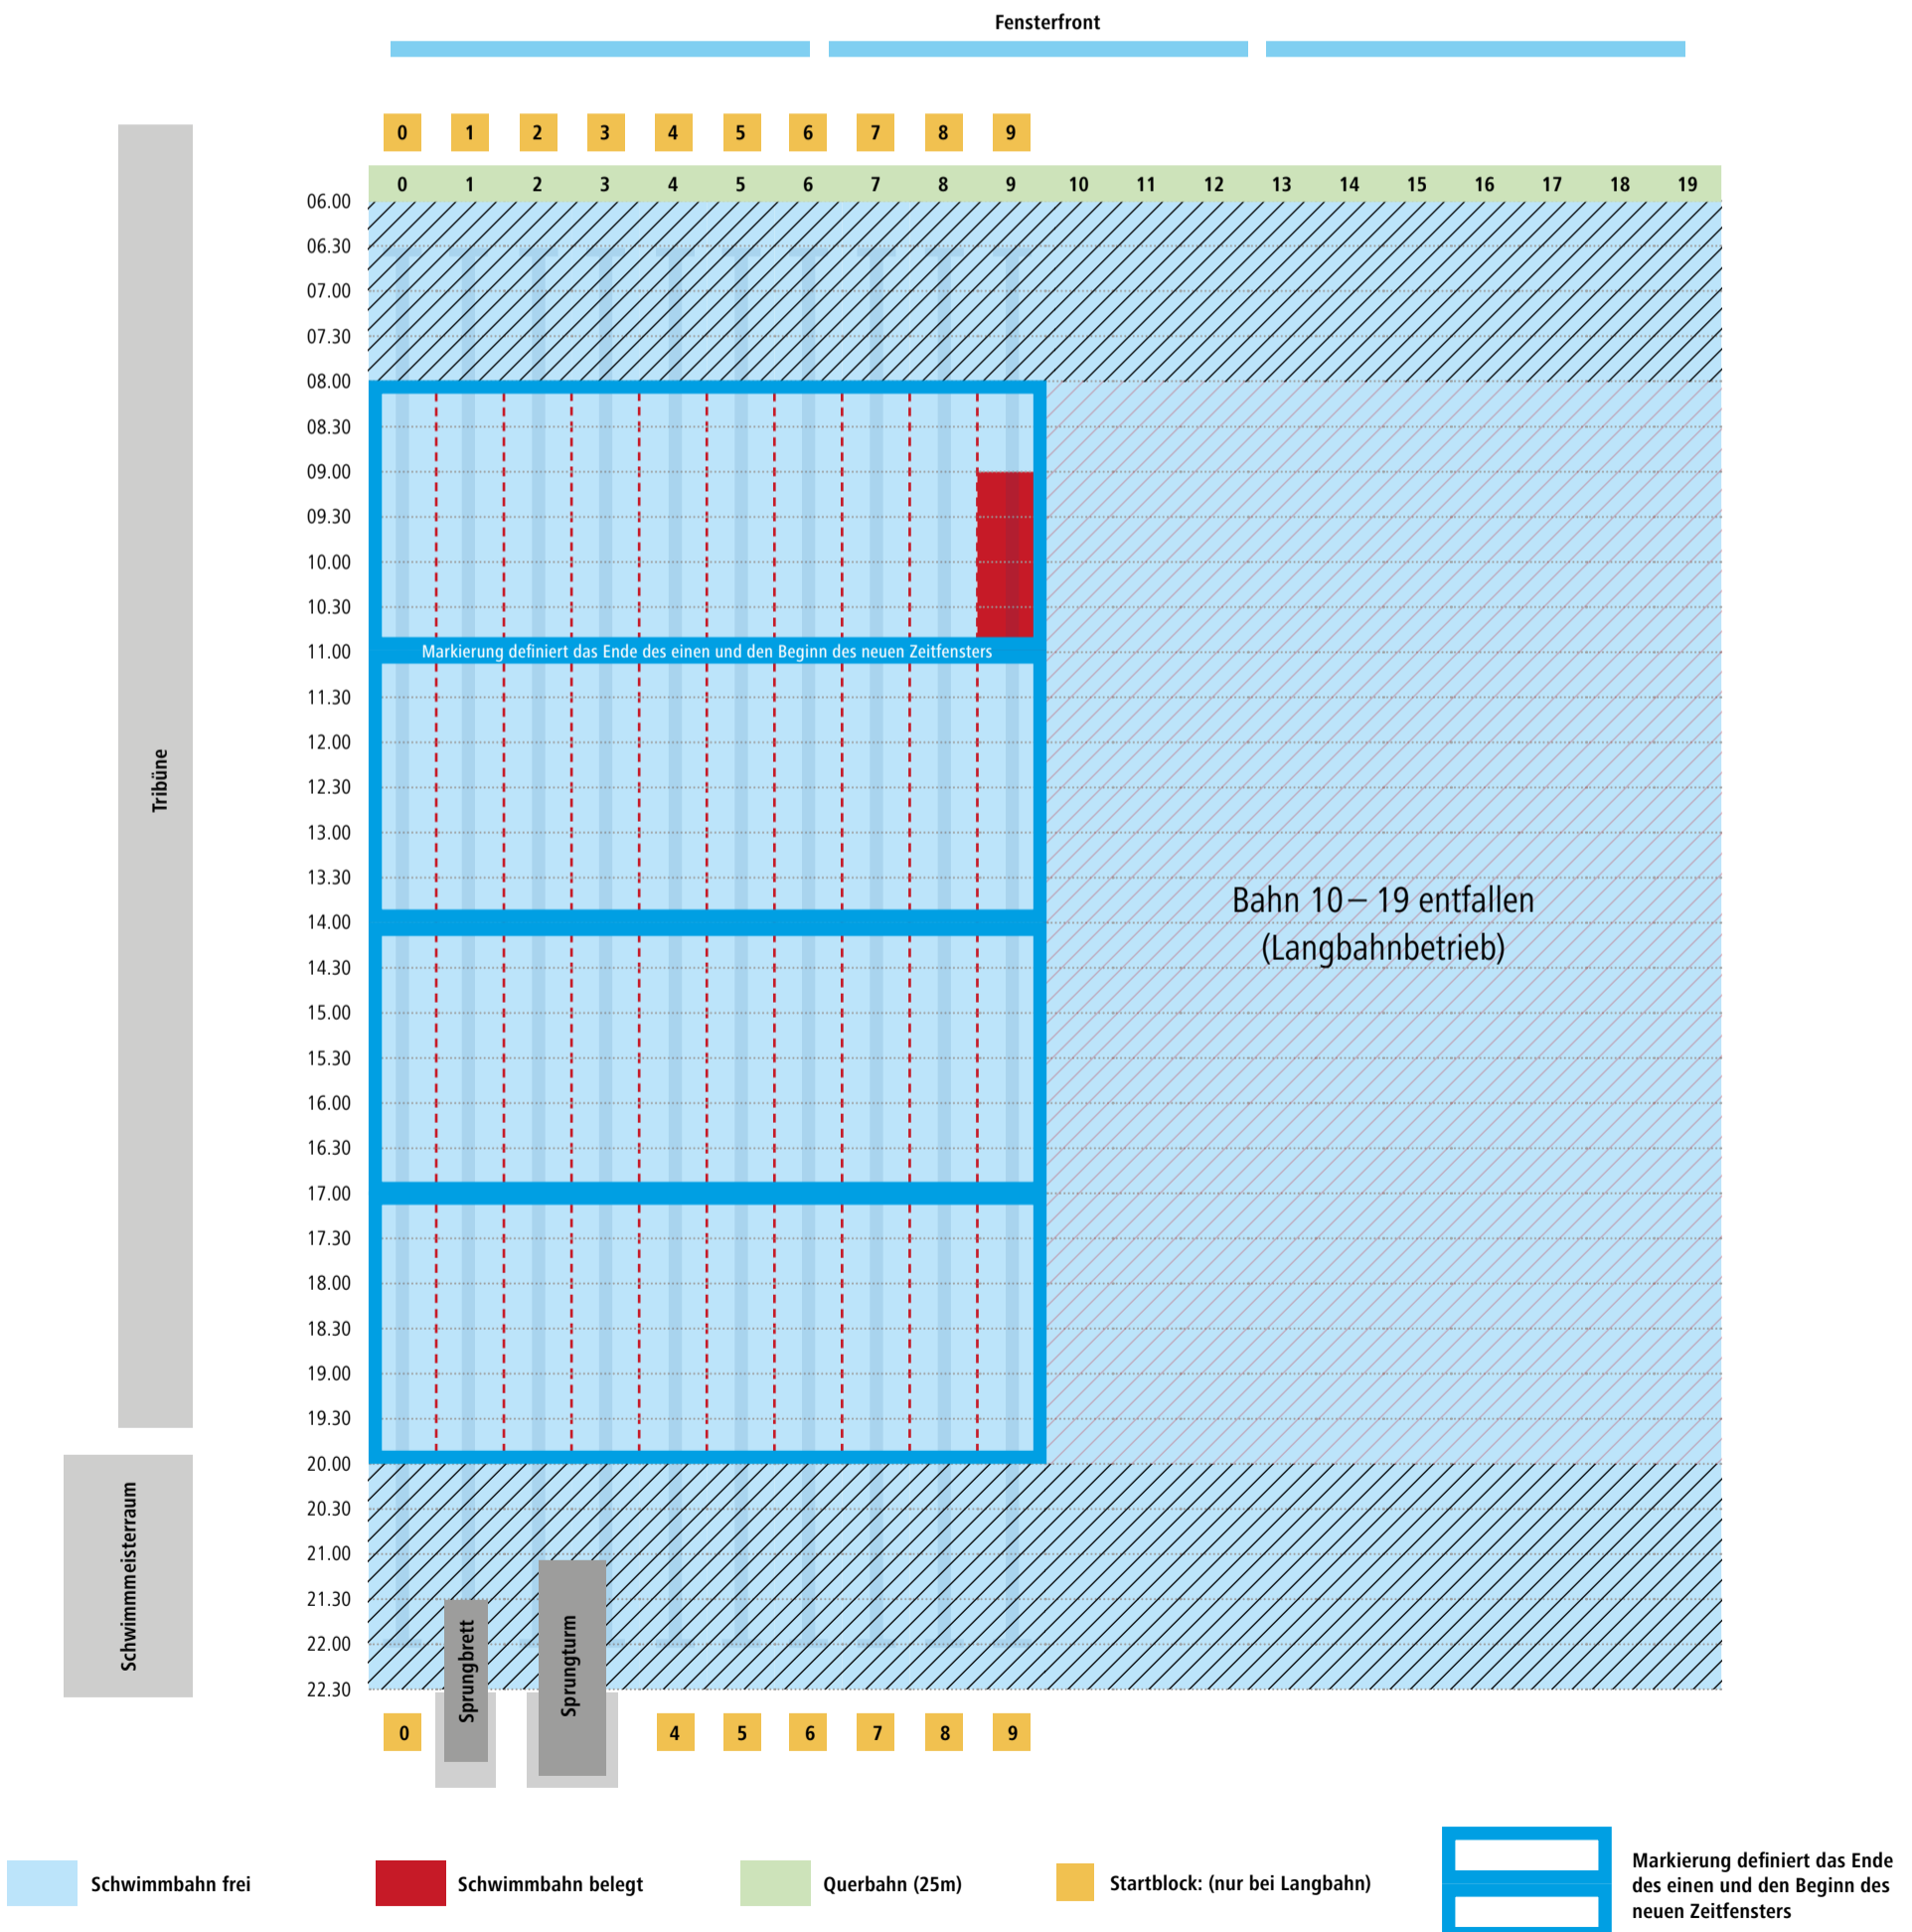 Fensterfront
0 1 2 3 4 5 6 7 8 9
0 1 2 3 4 5 6 7 8 9 10 11 12 13 14 15 16 17 18 19
06.00
06.30
07.00
07.30
08.00
08.30
09.00
09.30
10.00
10.30
11.00 Markierung definiert das Ende des einen und den Beginn des neuen Zeitfensters
11.30
12.00
12.30
13.00
13.30
14.00
14.30
15.00
15.30
16.00
16.30
17.00
17.30
18.00
18.30
19.00
19.30
20.00
20.30
21.00
21.30
22.00
22.30
Tribüne
Schwimmmeisterraum
Bahn 10 – 19 entfallen
(Langbahnbetrieb)
Sprungbrett
Sprungturm
0 4 5 6 7 8 9
Schwimmbahn frei
Schwimmbahn belegt
Querbahn (25m)
Startblock: (nur bei Langbahn)
Markierung definiert das Ende
des einen und den Beginn des
neuen Zeitfensters